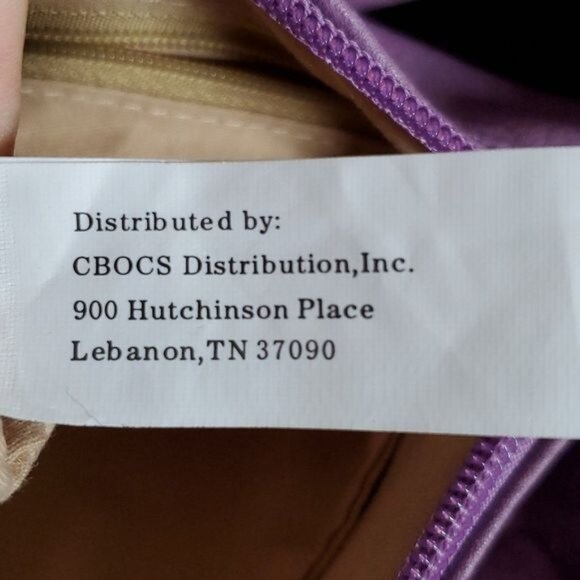 Distributed by:
CBOCS Distribution,Inc.
900 Hutchinson Place
Lebanon,TN 37090